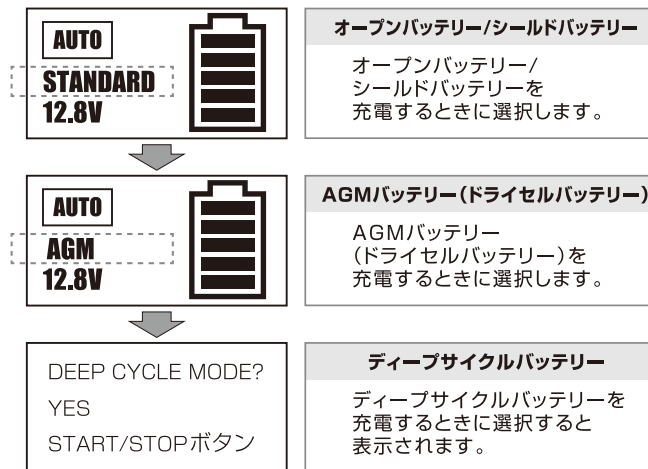 AUTO
STANDARD
12.8V
オープンバッテリー/シールドバッテリー
オープンバッテリー/
シールドバッテリーを
充電するときに選択します。
AUTO
AGM
12.8V
AGMバッテリー(ドライセルバッテリー)
AGMバッテリー
(ドライセルバッテリー)を
充電するときに選択します。
DEEP CYCLE MODE?
YES
START/STOPボタン
ディープサイクルバッテリー
ディープサイクルバッテリーを
充電するときに選択すると
表示されます。